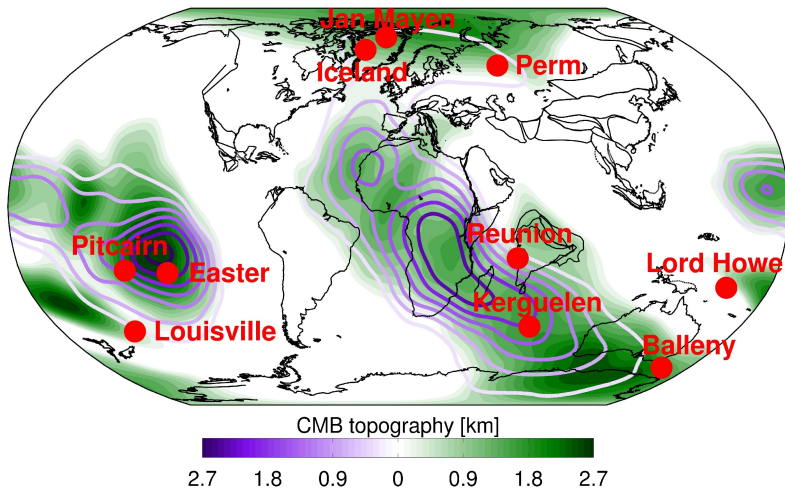 Jan Mayen
Iceland
Perm
Pitcairn
Easter
Louisville
Reunion
Kerguelen
Lord Howe
Balleny
CMB topography [km]
2.7 1.8 0.9 0 0.9 1.8 2.7